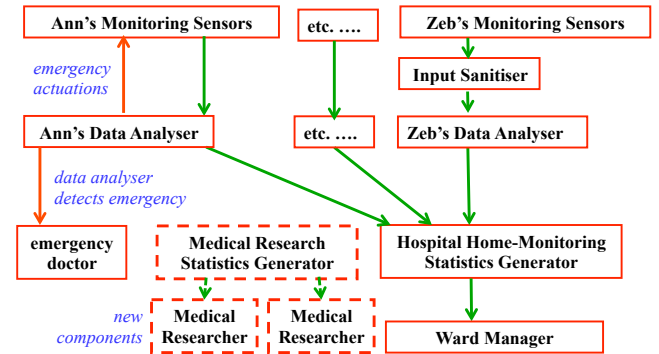 Ann's Monitoring Sensors
etc. ….
Zeb's Monitoring Sensors
emergency
actuations
Input Sanitiser
Ann's Data Analyser
etc. ….
Zeb's Data Analyser
data analyser
detects emergency
emergency
doctor
Medical Research
Statistics Generator
Hospital Home-Monitoring
Statistics Generator
new
components
Medical
Researcher
Medical
Researcher
Ward Manager